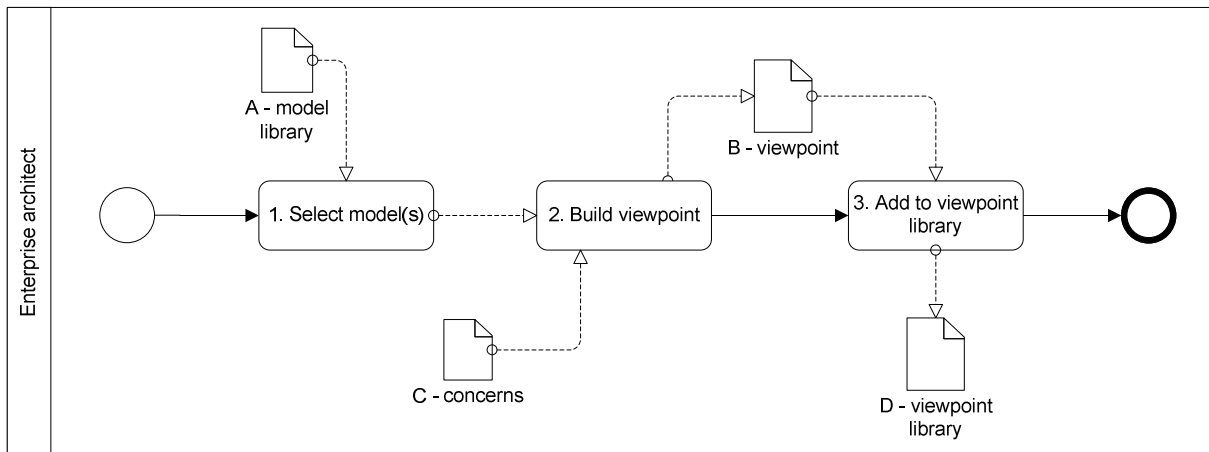 Enterprise architect
A - model
library
B - viewpoint
1. Select model(s)
2. Build viewpoint
3. Add to viewpoint
library
C - concerns
D - viewpoint
library